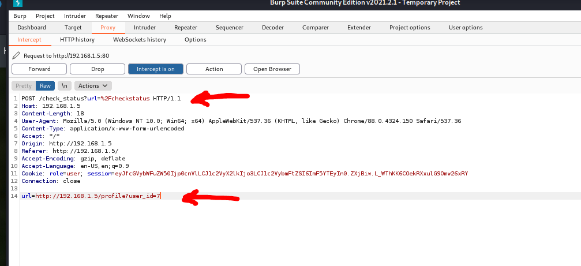 Burp Suite Community Edition v2021.2.1 - Temporary Project
Burp Project Intruder Repeater Window Help
Dashboard Target Proxy Intruder Repeater Sequencer Decoder Comparer Extender Project options User options
Intercept HTTP history WebSockets history Options
Request to http://192.168.1.5:80
Forward Drop Intercept is on Action Open Browser
Pretty Raw \n Actions
1 POST /check_status?url=%2Fcheckstatus HTTP/1.1
2 Host: 192.168.1.5
3 Content-Length: 18
4 User-Agent: Mozilla/5.0 (Windows NT 10.0; Win64; x64) AppleWebKit/537.36 (KHTML, like Gecko) Chrome/88.0.4324.150 Safari/537.36
5 Content-Type: application/x-www-form-urlencoded
6 Accept: */*
7 Origin: http://192.168.1.5
8 Referer: http://192.168.1.5/
9 Accept-Encoding: gzip, deflate
10 Accept-Language: en-US,en;q=0.9
11 Cookie: role=user; session=
12 Connection: close
13
14 url=http://192.168.1.5/profile?user_id=7